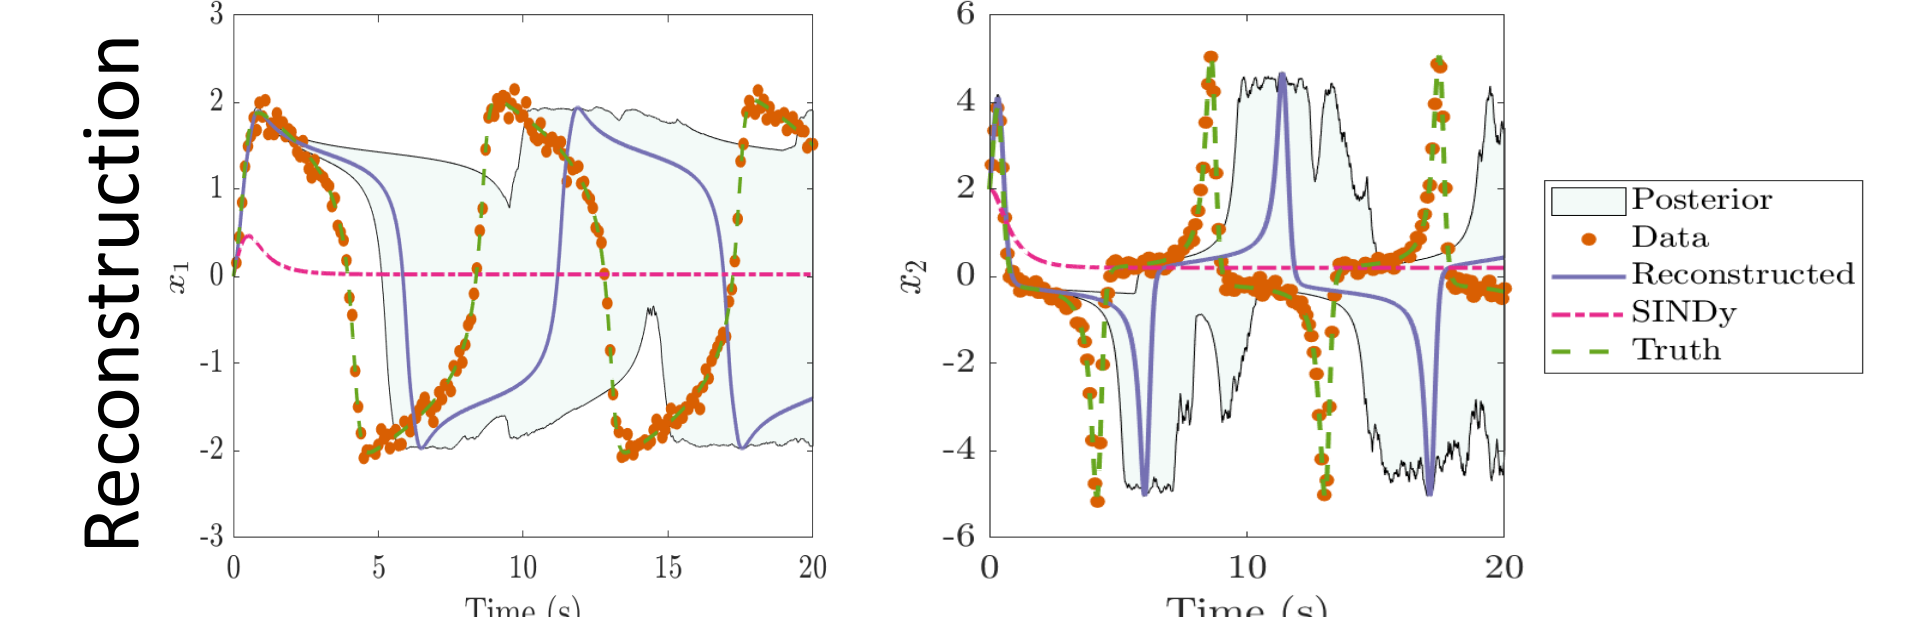 Reconstruction
3
2
1
0
-1
-2
-3
x1
0 5 10 15 20
Time (s)
6
4
2
0
-2
-4
-6
x2
0 10 20
Time (s)
Posterior
Data
Reconstructed
SINDy
Truth